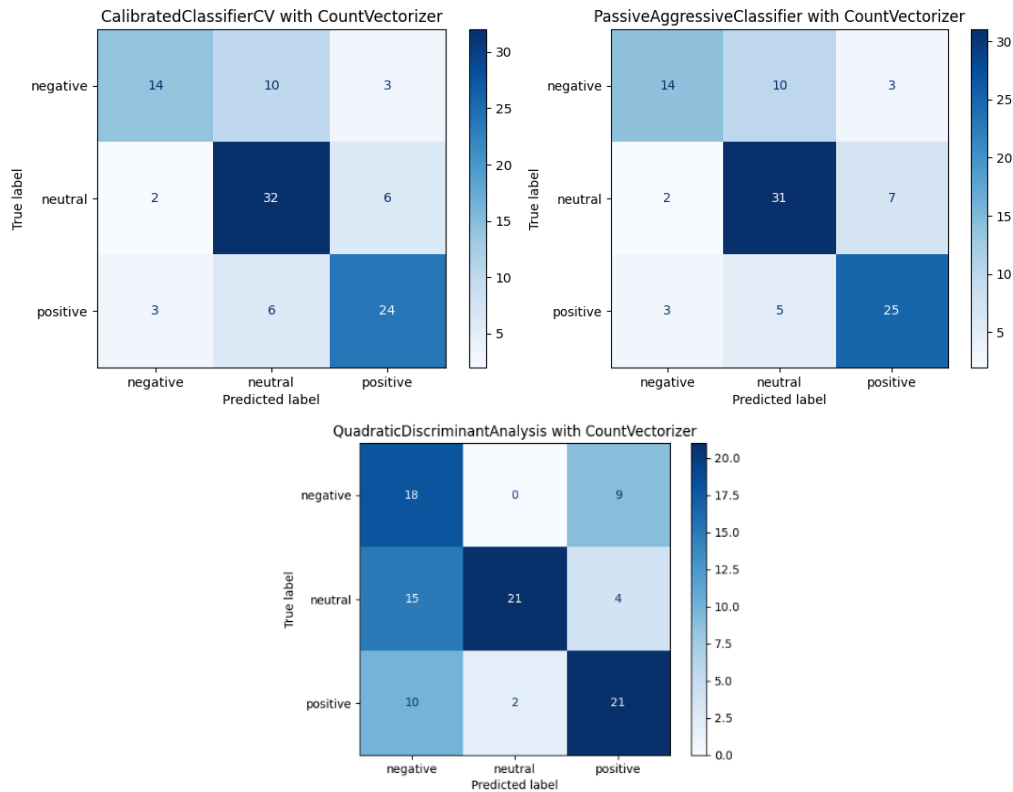 CalibratedClassifierCV with CountVectorizer
negative 14 10 3
neutral 2 32 6
positive 3 6 24
negative neutral positive
Predicted label
True label
30
25
20
15
10
5
PassiveAggressiveClassifier with CountVectorizer
negative 14 10 3
neutral 2 31 7
positive 3 5 25
negative neutral positive
Predicted label
True label
30
25
20
15
10
5
QuadraticDiscriminantAnalysis with CountVectorizer
negative 18 0 9
neutral 15 21 4
positive 10 2 21
negative neutral positive
Predicted label
True label
20.0
17.5
15.0
12.5
10.0
7.5
5.0
2.5
0.0